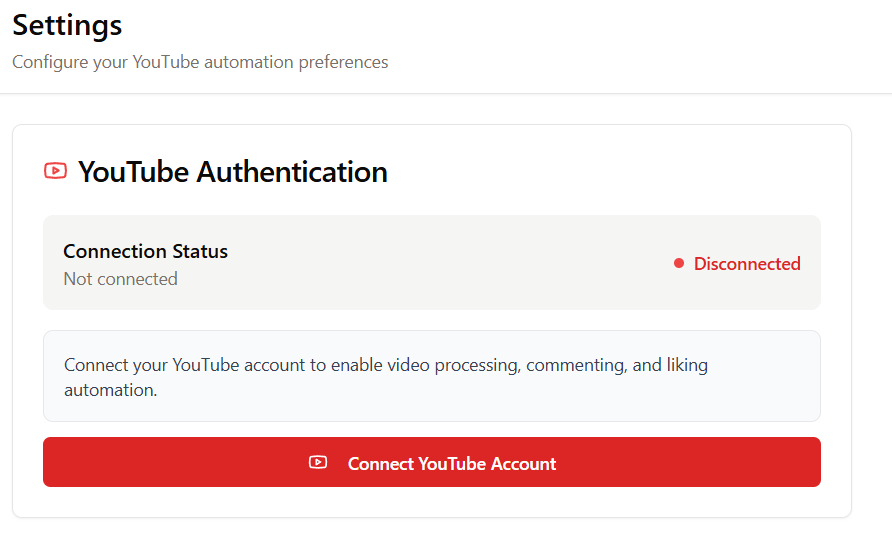 Settings
Configure your YouTube automation preferences
YouTube Authentication
Connection Status
Not connected
Disconnected
Connect your YouTube account to enable video processing, commenting, and liking
automation.
Connect YouTube Account